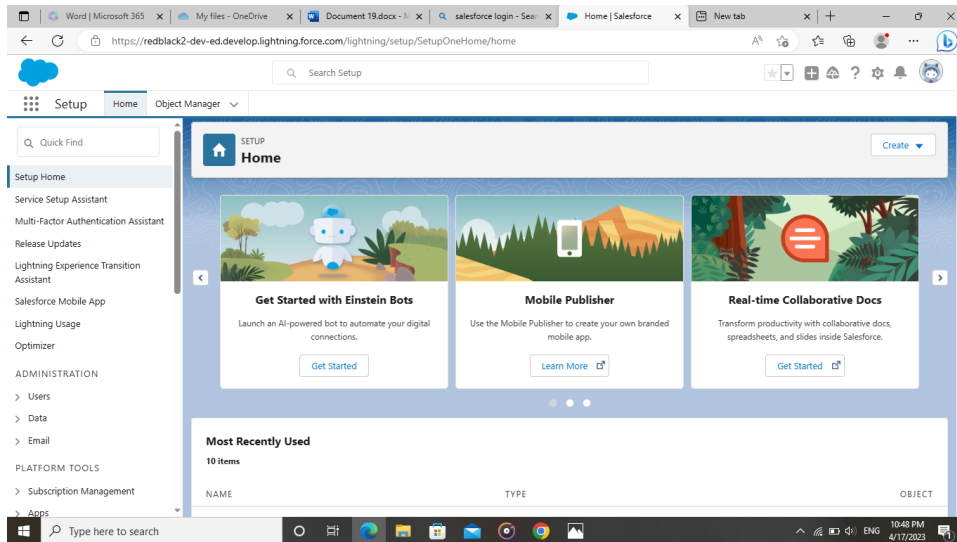 Word | Microsoft 365
My files - OneDrive
Document 19.docx - M
salesforce login - Sear
Home | Salesforce
New tab
https://redblack2-dev-ed.develop.lightning.force.com/lightning/setup/SetupOneHome/home
Search Setup
Setup
Home
Object Manager
Quick Find
SETUP
Home
Create
Setup Home
Service Setup Assistant
Multi-Factor Authentication Assistant
Release Updates
Lightning Experience Transition
Assistant
Salesforce Mobile App
Lightning Usage
Optimizer
ADMINISTRATION
Users
Data
Email
PLATFORM TOOLS
Subscription Management
Apps
Get Started with Einstein Bots
Launch an AI-powered bot to automate your digital
connections.
Get Started
Mobile Publisher
Use the Mobile Publisher to create your own branded
mobile app.
Learn More
Real-time Collaborative Docs
Transform productivity with collaborative docs,
spreadsheets, and slides inside Salesforce.
Get Started
Most Recently Used
10 items
NAME
TYPE
OBJECT
Type here to search
ENG
10:48 PM
4/17/2023